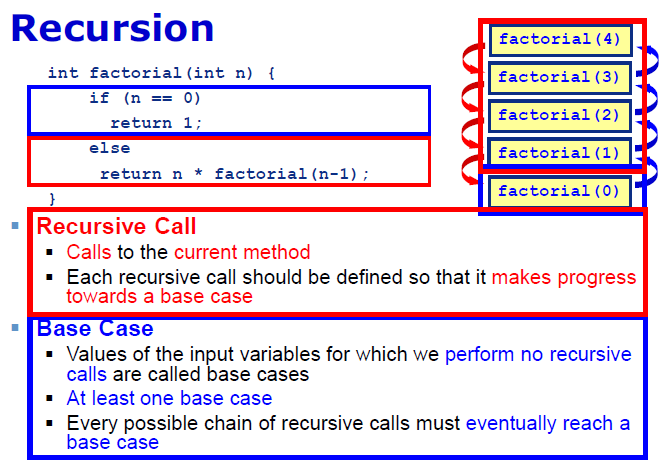 Recursion
int factorial(int n) {
if (n == 0)
return 1;
else
return n * factorial(n-1);
}
factorial(4)
factorial(3)
factorial(2)
factorial(1)
factorial(0)
Recursive Call
Calls to the current method
Each recursive call should be defined so that it makes progress
towards a base case
Base Case
Values of the input variables for which we perform no recursive
calls are called base cases
At least one base case
Every possible chain of recursive calls must eventually reach a
base case